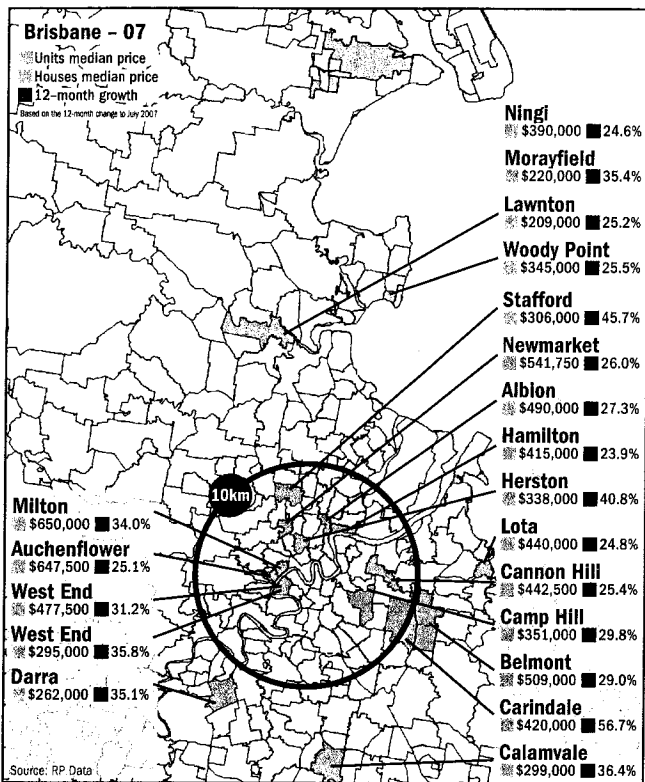 Brisbane – 07
Units median price
Houses median price
12–month growth
Based on the 12-month change to July 2007
Ningi
$390,000 24.6%
Morayfield
$220,000 35.4%
Lawnton
$209,000 25.2%
Woody Point
$345,000 25.5%
Stafford
$306,000 45.7%
Newmarket
$541,750 26.0%
Albion
$490,000 27.3%
Hamilton
$415,000 23.9%
Herston
$338,000 40.8%
Lota
$440,000 24.8%
Cannon Hill
$442,500 25.4%
Camp Hill
$351,000 29.8%
Belmont
$509,000 29.0%
Carindale
$420,000 56.7%
Calamvale
$299,000 36.4%
10km
Milton
$650,000 34.0%
Auchenflower
$647,500 25.1%
West End
$477,500 31.2%
West End
$295,000 35.8%
Darra
$262,000 35.1%
Source: RP Data